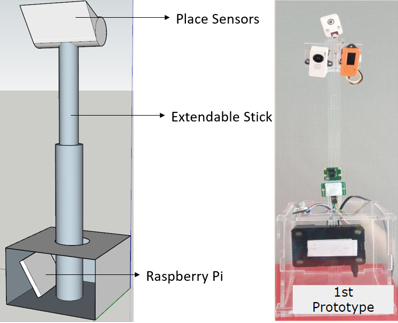 Place Sensors
Extendable Stick
Raspberry Pi
1st
Prototype